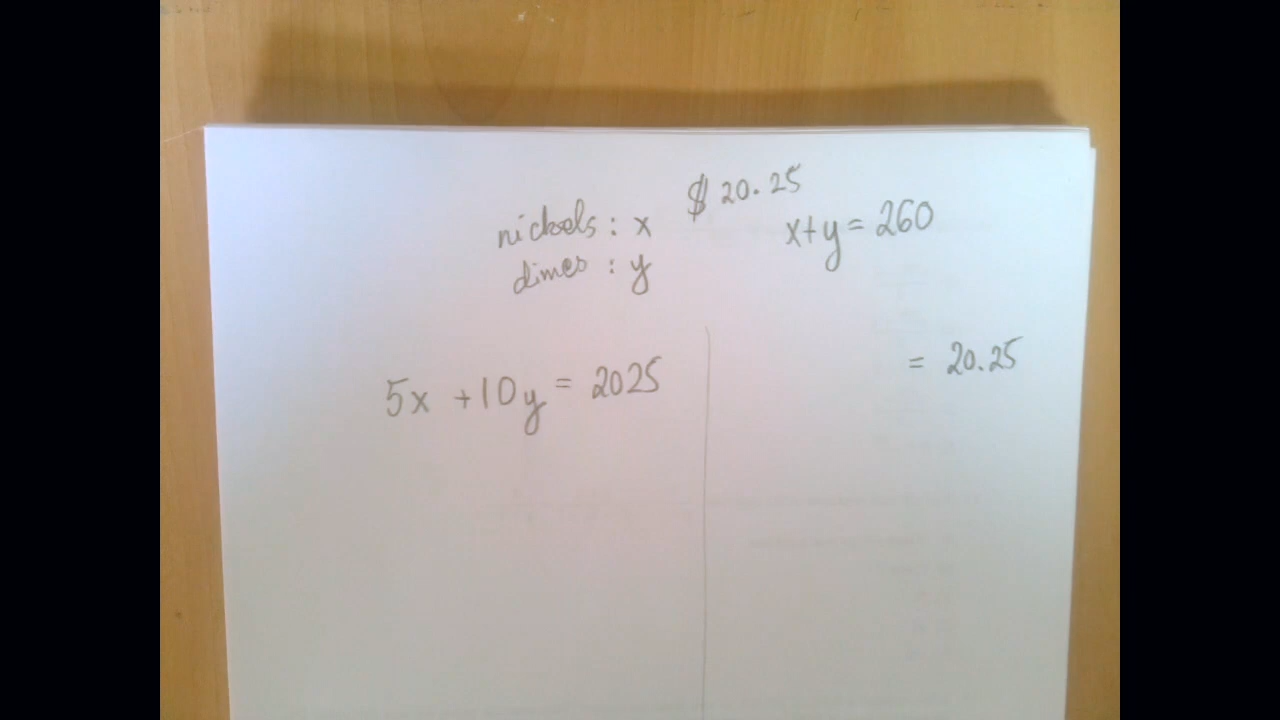 $ 20.25
nickels : x
x+y = 260
dimes : y
5x +10y = 2025
= 20.25